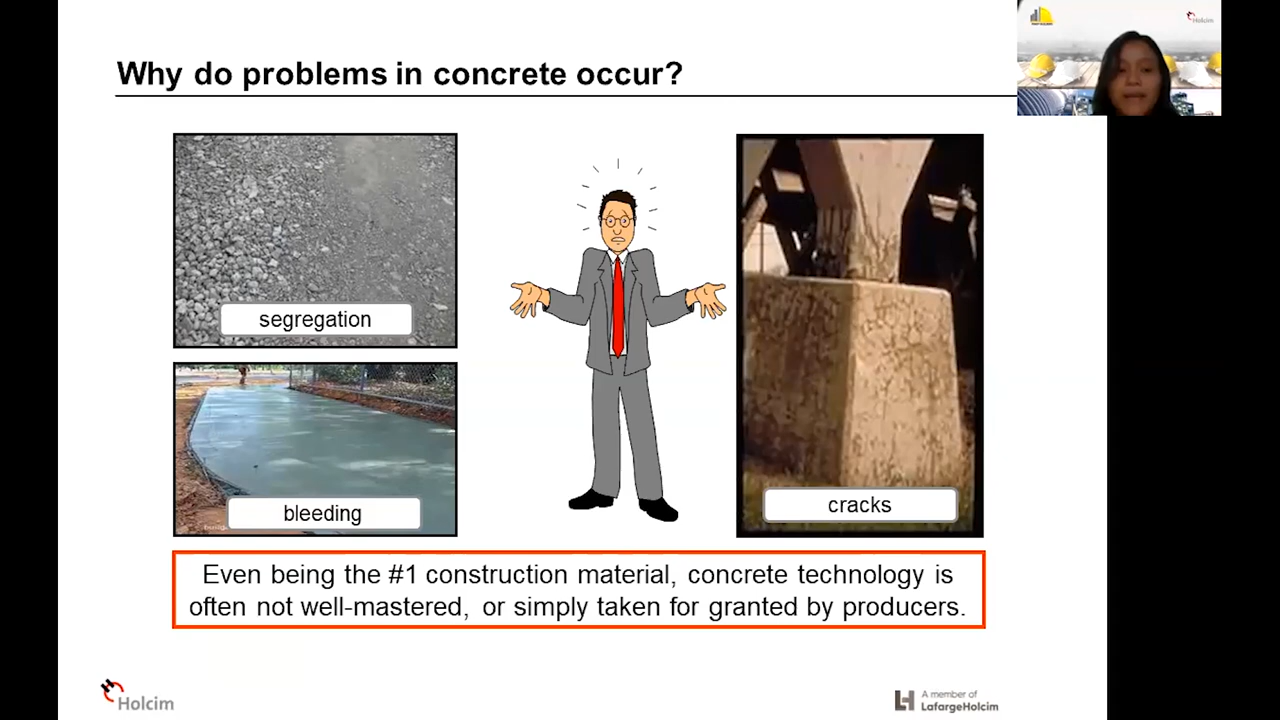 Why do problems in concrete occur?
Holcim
segregation
bleeding
cracks
Even being the #1 construction material, concrete technology is
often not well-mastered, or simply taken for granted by producers.
Holcim
A member of
LafargeHolcim